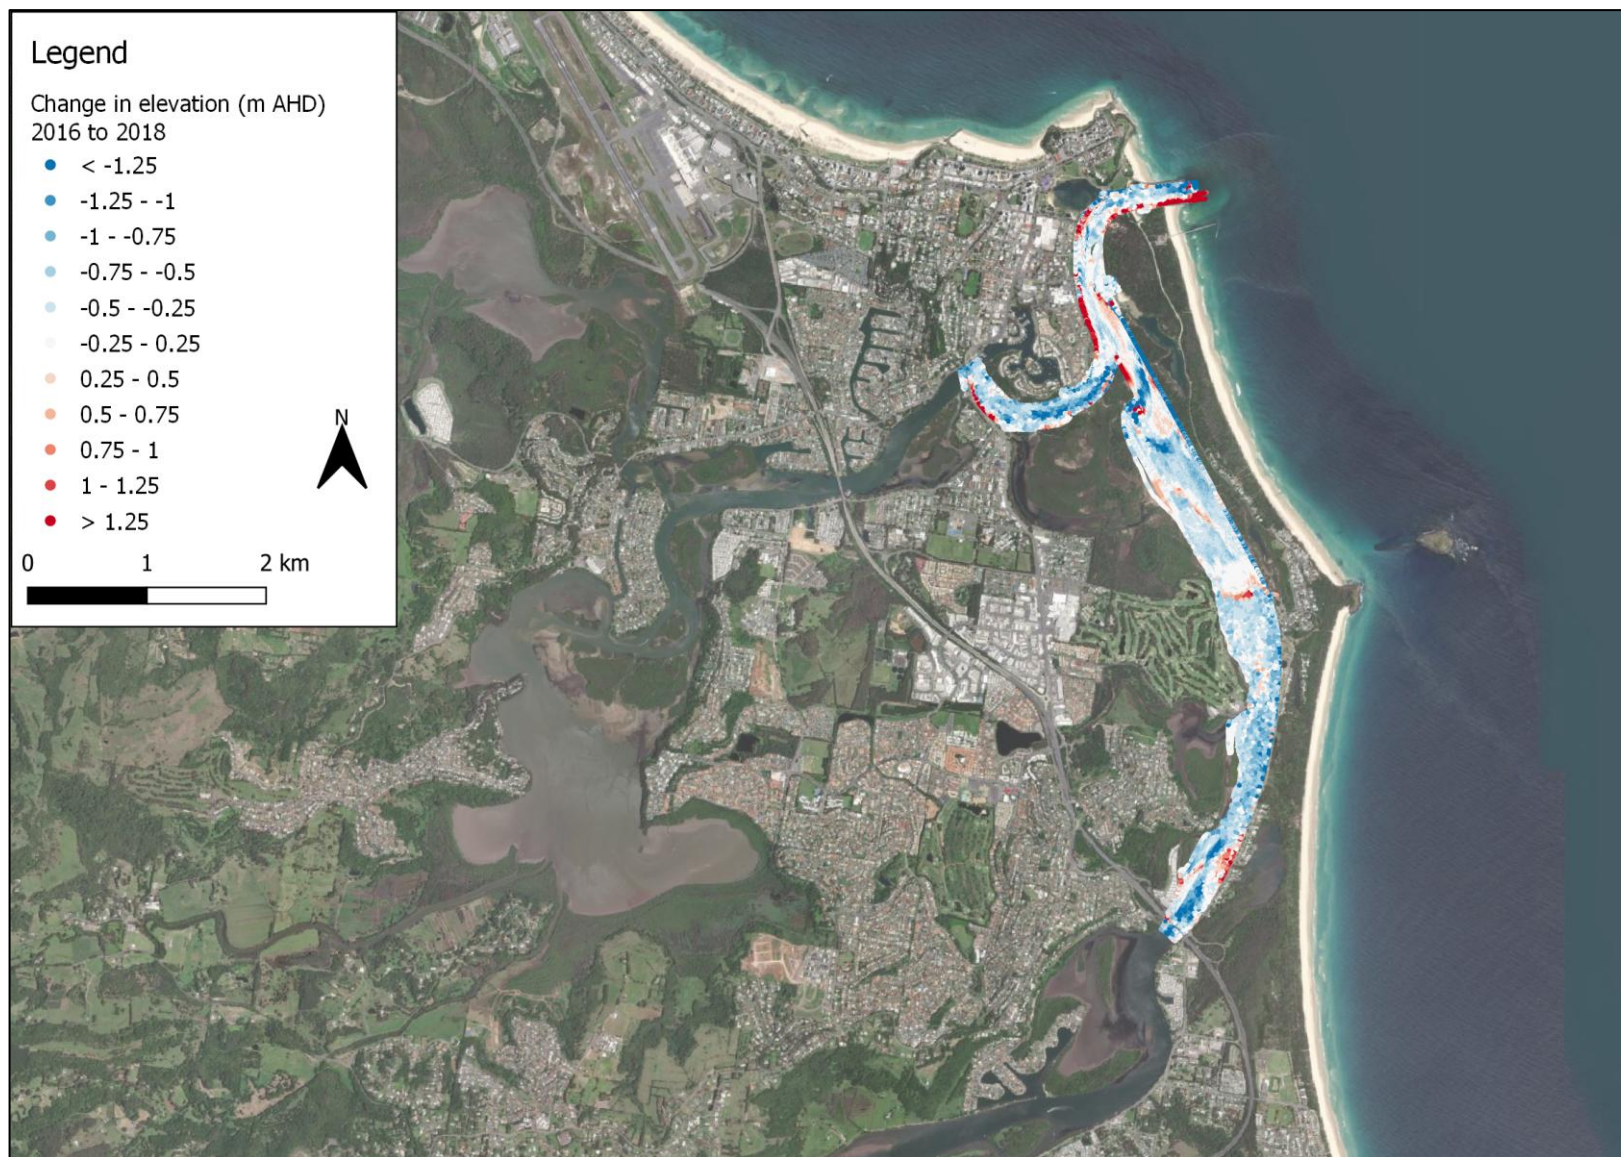 Legend
Change in elevation (m AHD)
2016 to 2018
< -1.25
-1.25 - -1
-1 - -0.75
-0.75 - -0.5
-0.5 - -0.25
-0.25 - 0.25
0.25 - 0.5
0.5 - 0.75
0.75 - 1
1 - 1.25
> 1.25
N
0 1 2 km